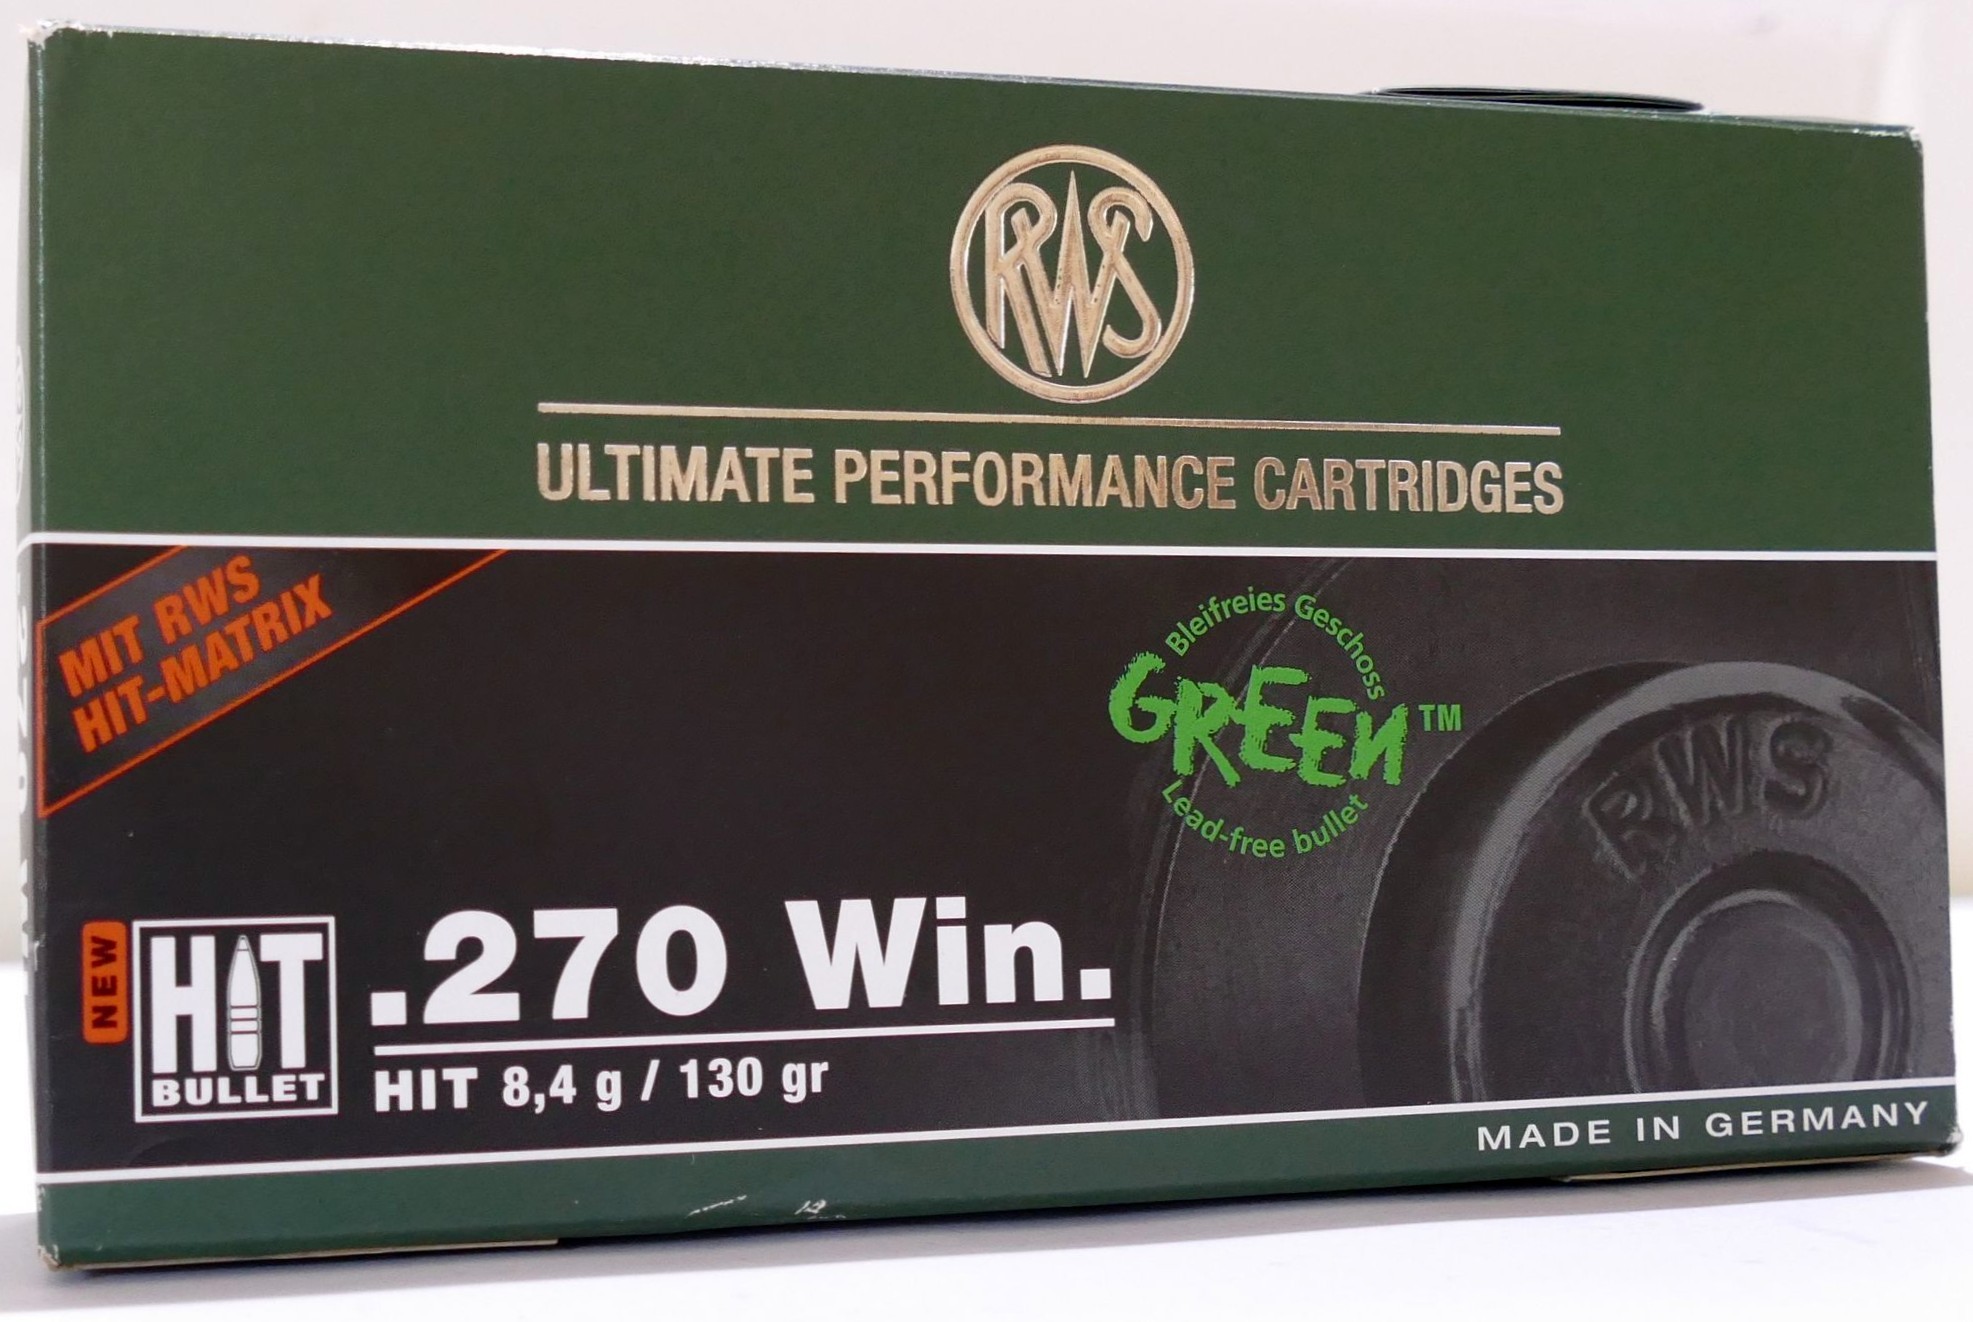 RWS
ULTIMATE PERFORMANCE CARTRIDGES
MIT RWS
HIT-MATRIX
Bleifreies Geschoss
GREEN™
Lead-free bullet
RWS
NEW
HIT
BULLET
.270 Win.
HIT 8,4 g / 130 gr
MADE IN GERMANY